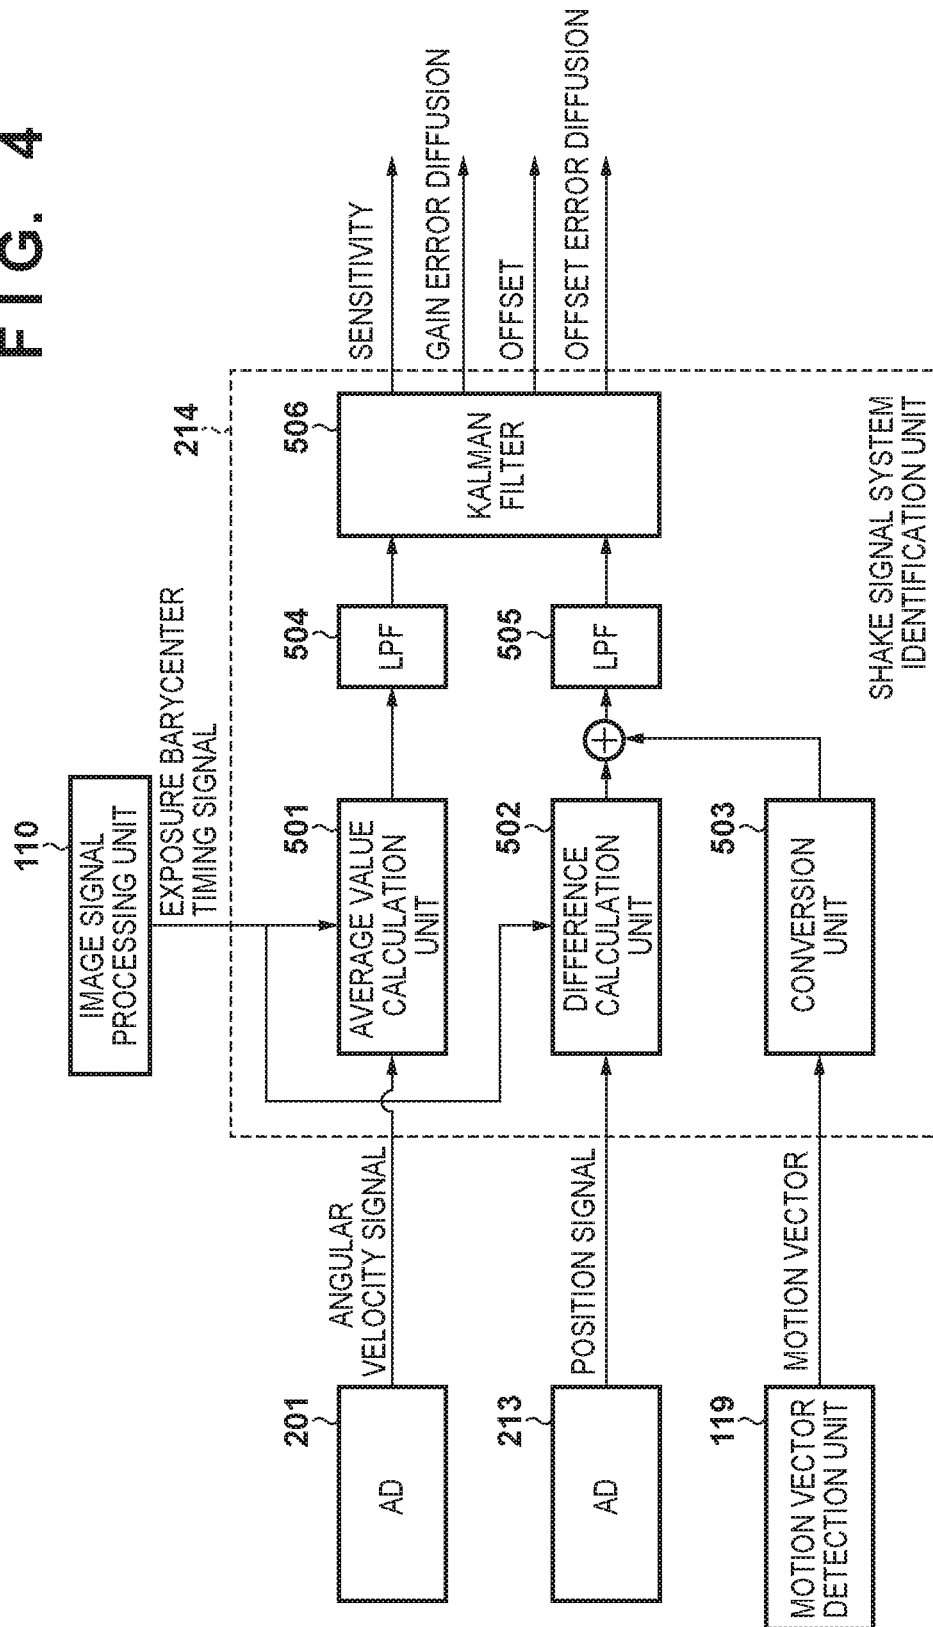 FIG. 4
110
IMAGE SIGNAL
PROCESSING UNIT
EXPOSURE BARYCENTER
TIMING SIGNAL
214
201
AD
ANGULAR
VELOCITY SIGNAL
501
AVERAGE VALUE
CALCULATION
UNIT
504
LPF
506
KALMAN
FILTER
SENSITIVITY
GAIN ERROR DIFFUSION
OFFSET
OFFSET ERROR DIFFUSION
213
AD
POSITION SIGNAL
502
DIFFERENCE
CALCULATION
UNIT
+
505
LPF
119
MOTION VECTOR
DETECTION UNIT
MOTION VECTOR
503
CONVERSION
UNIT
SHAKE SIGNAL SYSTEM
IDENTIFICATION UNIT